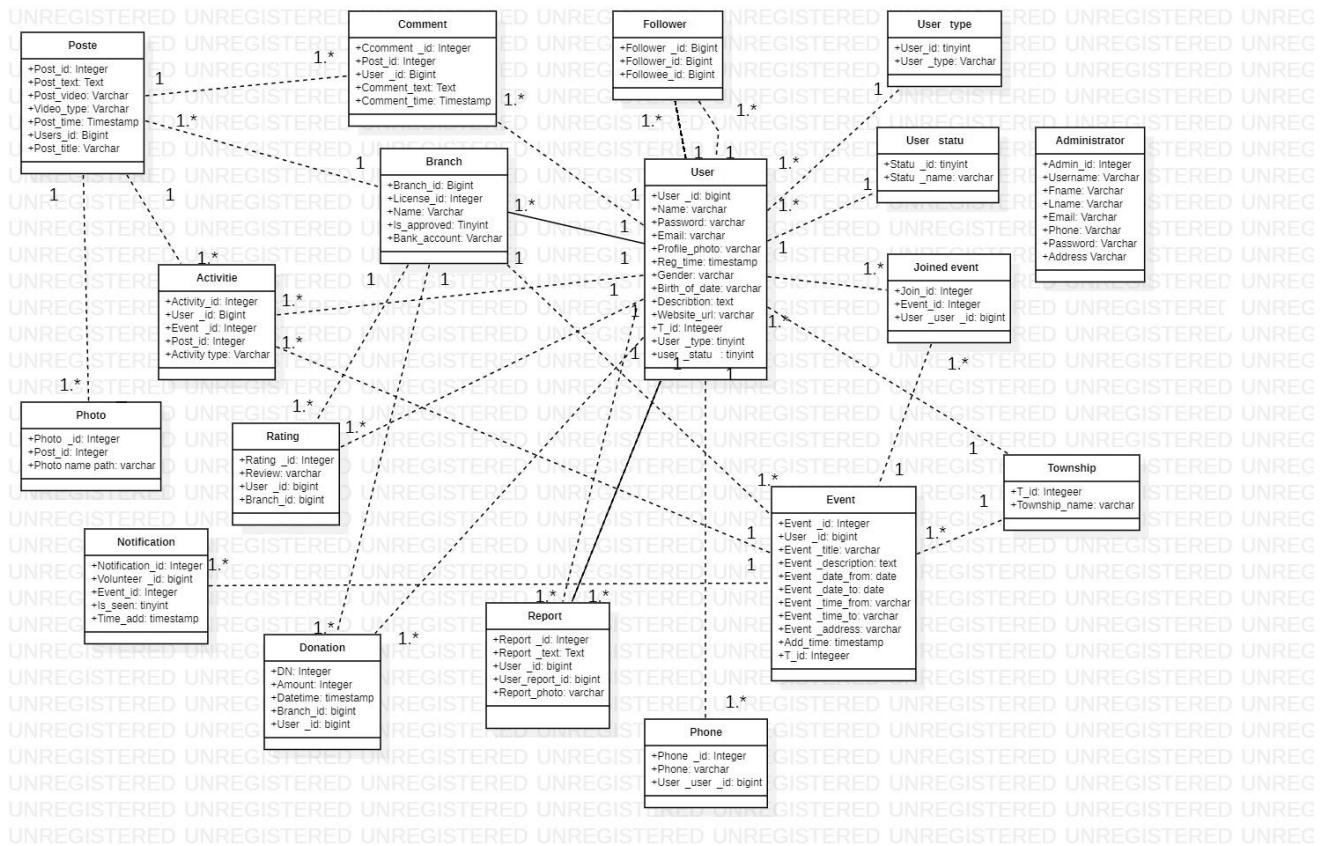 Poste
+Post_id: Integer
+Post_text: Text
+Post_video: Varchar
+Video_type: Varchar
+Post_time: Timestamp
+Users_id: Bigint
+Post_title: Varchar
Comment
+Ccomment _id: Integer
+Post_id: Integer
+User _id: Bigint
+Comment_text: Text
+Comment_time: Timestamp
Follower
+Follower _id: Bigint
+Follower_id: Bigint
+Followee_id: Bigint
User type
+User_id: tinyint
+User _type: Varchar
User statu
+Statu _id: tinyint
+Statu _name: varchar
Administrator
+Admin_id: Integer
+Username: Varchar
+Fname: Varchar
+Lname: Varchar
+Email: Varchar
+Phone: Varchar
+Password: Varchar
+Address Varchar
Branch
+Branch_id: Bigint
+License_id: Integer
+Name: Varchar
+Is_approved: Tinyint
+Bank_account: Varchar
User
+User _id: bigint
+Name: varchar
+Password: varchar
+Email: varchar
+Profile_photo: varchar
+Reg_time: timestamp
+Gender: varchar
+Birth_of_date: varchar
+Describtion: text
+Website_url: varchar
+T_id: Integeer
+User _type: tinyint
+user _statu : tinyint
Activitie
+Activity_id: Integer
+User _id: Bigint
+Event _id: Integer
+Post_id: Integer
+Activity type: Varchar
Joined event
+Join_id: Integer
+Event_id: Integer
+User _user _id: bigint
Photo
+Photo _id: Integer
+Post_id: Integer
+Photo name path: varchar
Rating
+Rating _id: Integer
+Review: varchar
+User _id: bigint
+Branch_id: bigint
Township
+T_id: Integeer
+Township_name: varchar
Event
+Event _id: Integer
+User _id: bigint
+Event _title: varchar
+Event _description: text
+Event _date_from: date
+Event _date_to: date
+Event _time_from: varchar
+Event _time_to: varchar
+Event _address: varchar
+Add_time: timestamp
+T_id: Integeer
Notification
+Notification_id: Integer
+Volunteer _id: bigint
+Event_id: Integer
+Is_seen: tinyint
+Time_add: timestamp
Donation
+DN: Integer
+Amount: Integer
+Datetime: timestamp
+Branch_id: bigint
+User _id: bigint
Report
+Report _id: Integer
+Report _text: Text
+User _id: bigint
+User_report_id: bigint
+Report_photo: varchar
Phone
+Phone _id: Integer
+Phone: varchar
+User _user _id: bigint